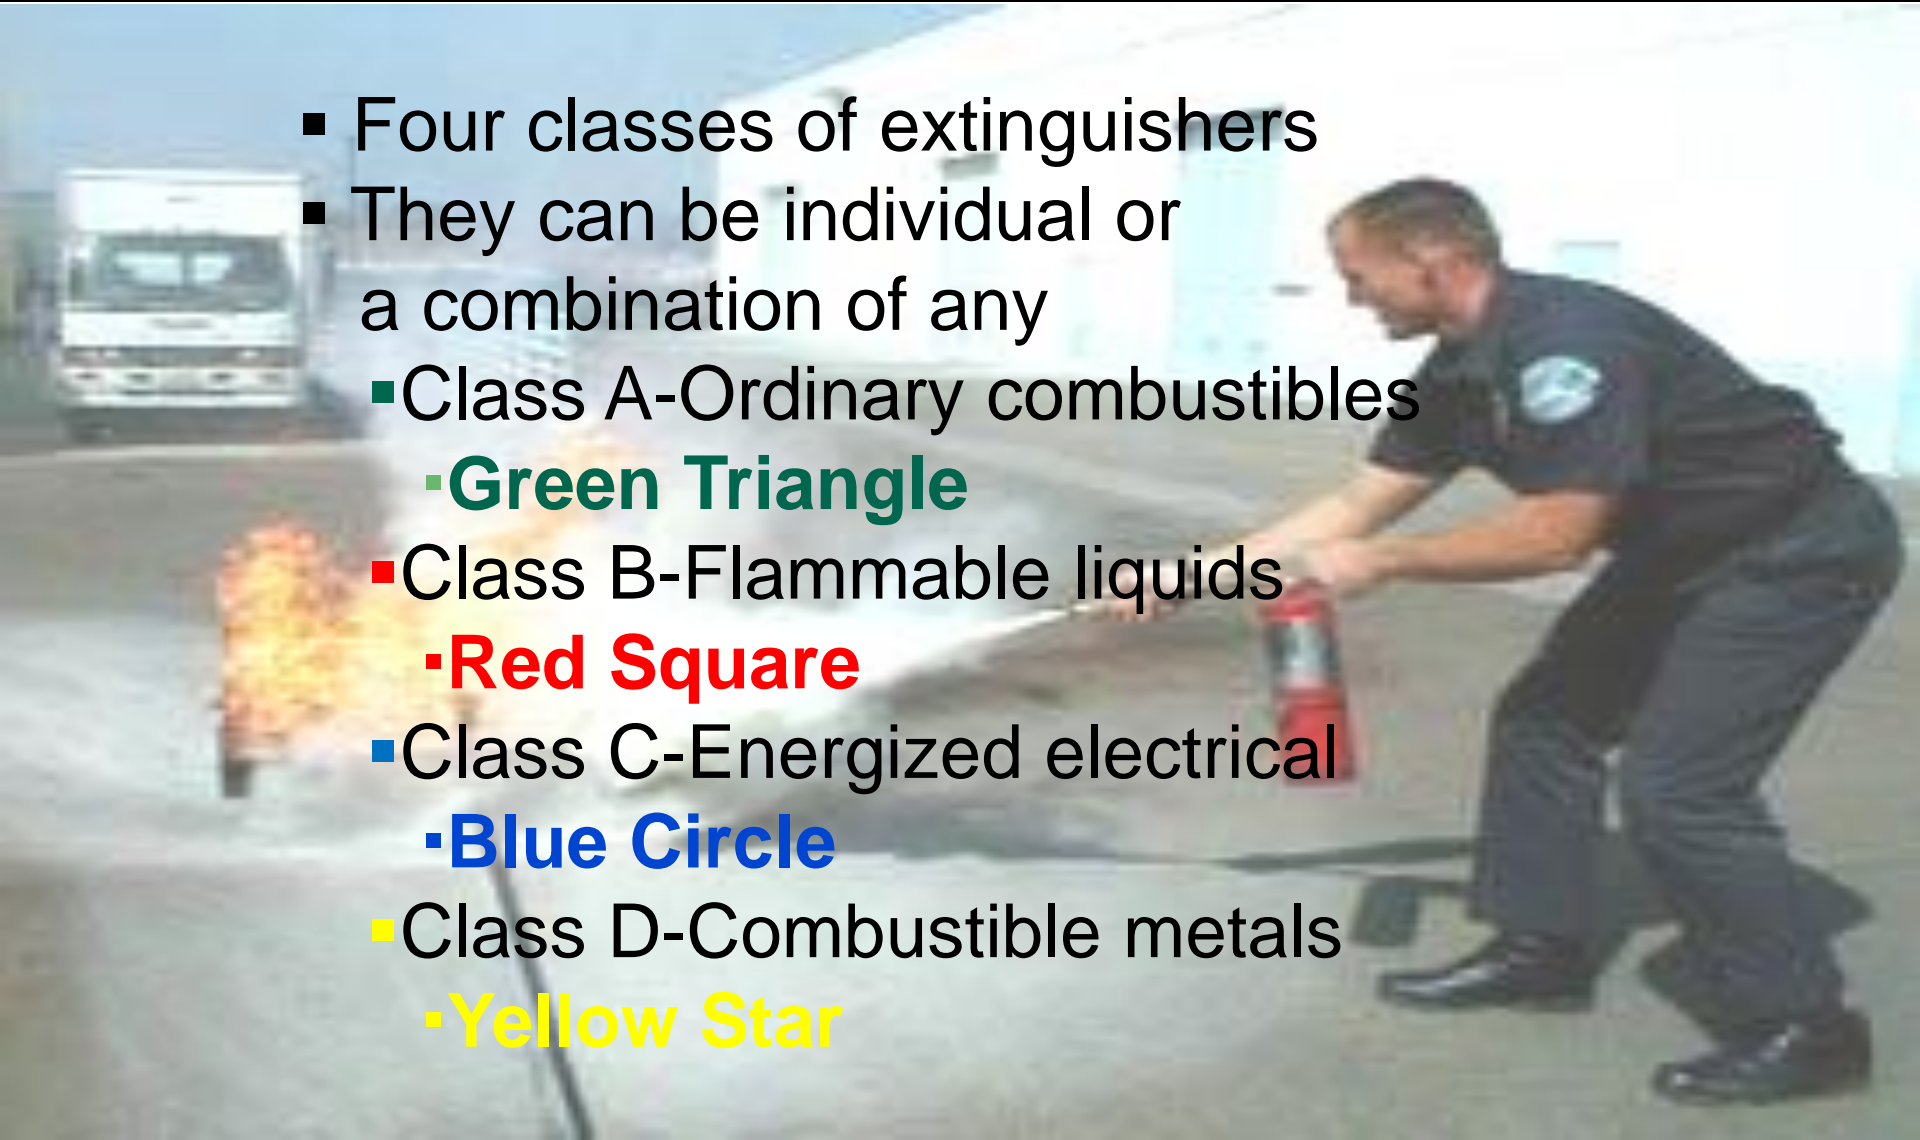 ▪ Four classes of extinguishers
▪ They can be individual or
a combination of any
▪Class A-Ordinary combustibles
▪Green Triangle
▪Class B-Flammable liquids
▪Red Square
▪Class C-Energized electrical
▪Blue Circle
▪Class D-Combustible metals
▪Yellow Star